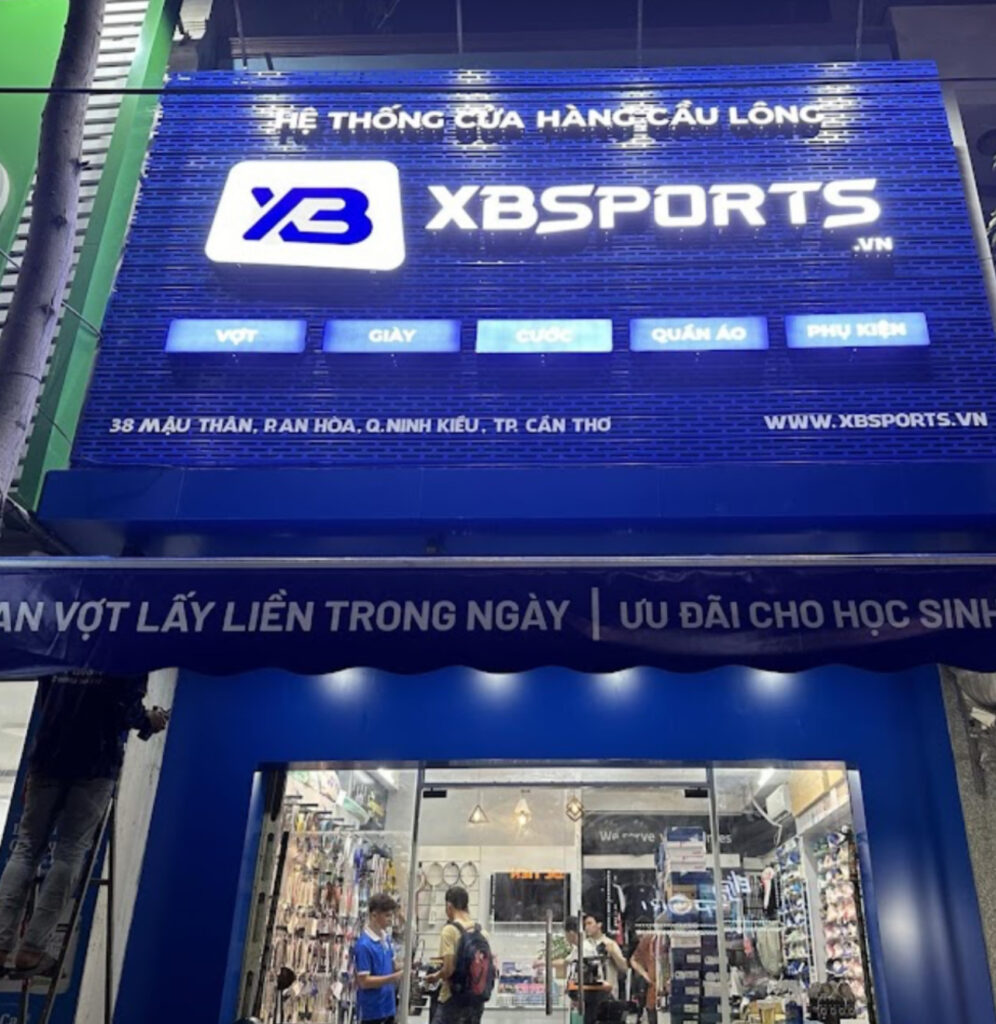 HỆ THỐNG CỬA HÀNG CẦU LÔNG
XB XBSPORTS
.VN
VỢT GIÀY CƯỚC QUẦN ÁO PHỤ KIỆN
38 MẬU THÂN, P.AN HÒA, Q.NINH KIỀU, TP. CẦN THƠ WWW.XBSPORTS.VN
AN VỢT LẤY LIỀN TRONG NGÀY | ƯU ĐÃI CHO HỌC SINH
We serve